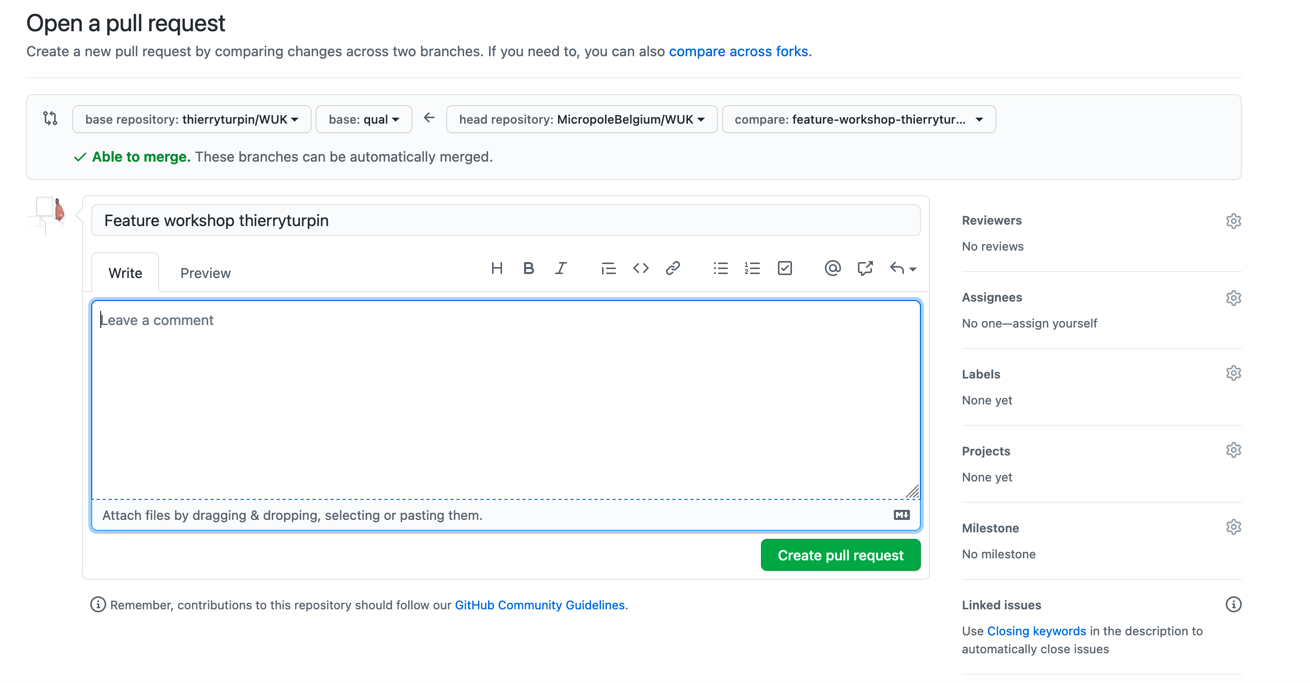 Open a pull request
Create a new pull request by comparing changes across two branches. If you need to, you can also compare across forks.
base repository: thierryturpin/WUK
base: qual
head repository: MicropoleBelgium/WUK
compare: feature-workshop-thierrytur...
Able to merge. These branches can be automatically merged.
Feature workshop thierryturpin
Write
Preview
Leave a comment
Attach files by dragging & dropping, selecting or pasting them.
Create pull request
Remember, contributions to this repository should follow our GitHub Community Guidelines.
Reviewers
No reviews
Assignees
No one—assign yourself
Labels
None yet
Projects
None yet
Milestone
No milestone
Linked issues
Use Closing keywords in the description to
automatically close issues